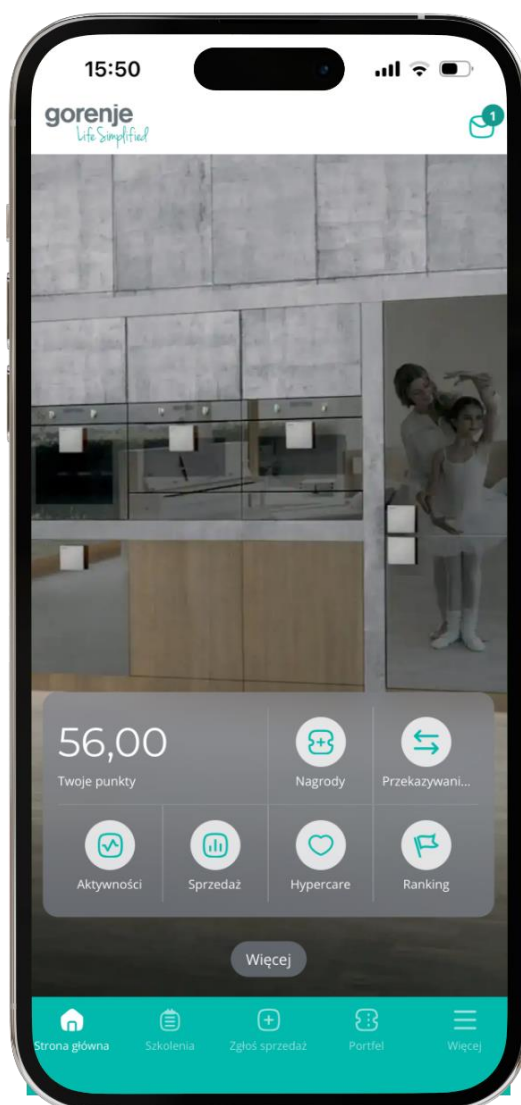 15:50
gorenje
Life Simplified
1
56,00
Twoje punkty
Nagrody
Przekazywani...
Aktywności
Sprzedaż
Hypercare
Ranking
Więcej
Strona główna
Szkolenia
Zgłoś sprzedaż
Portfel
Więcej